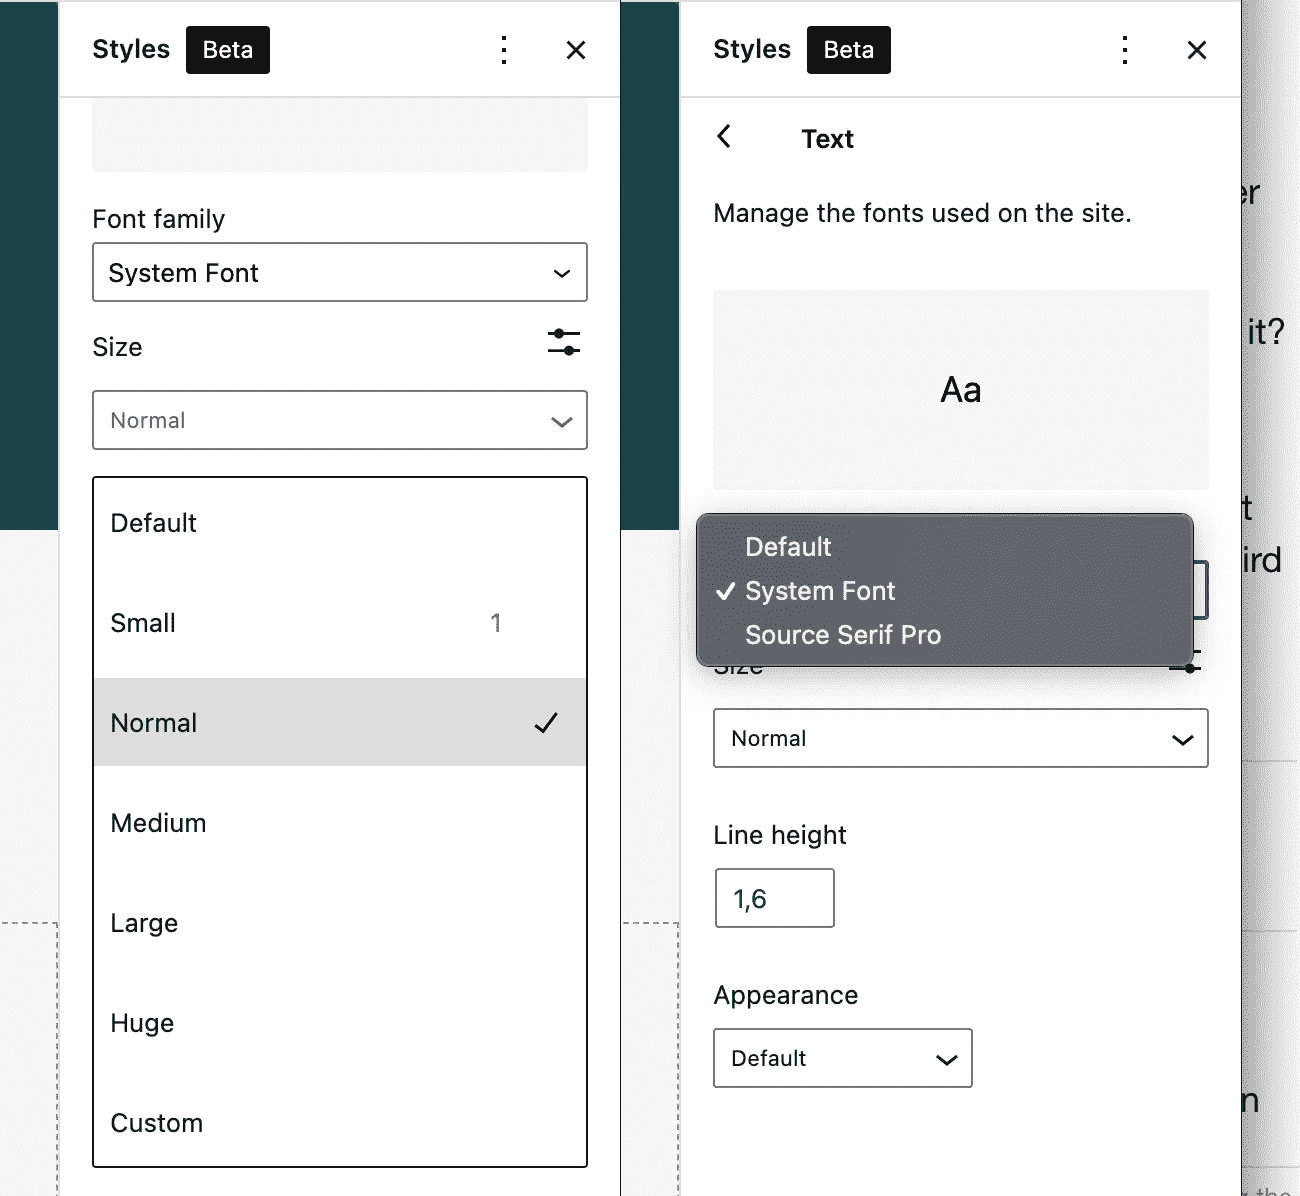 Styles Beta
Font family
System Font
Size
Normal
Default
Small 1
Normal
Medium
Large
Huge
Custom
Styles Beta
Text
Manage the fonts used on the site.
Aa
Default
System Font
Source Serif Pro
Size
Normal
Line height
1,6
Appearance
Default
er
it?
t
ird
n
the